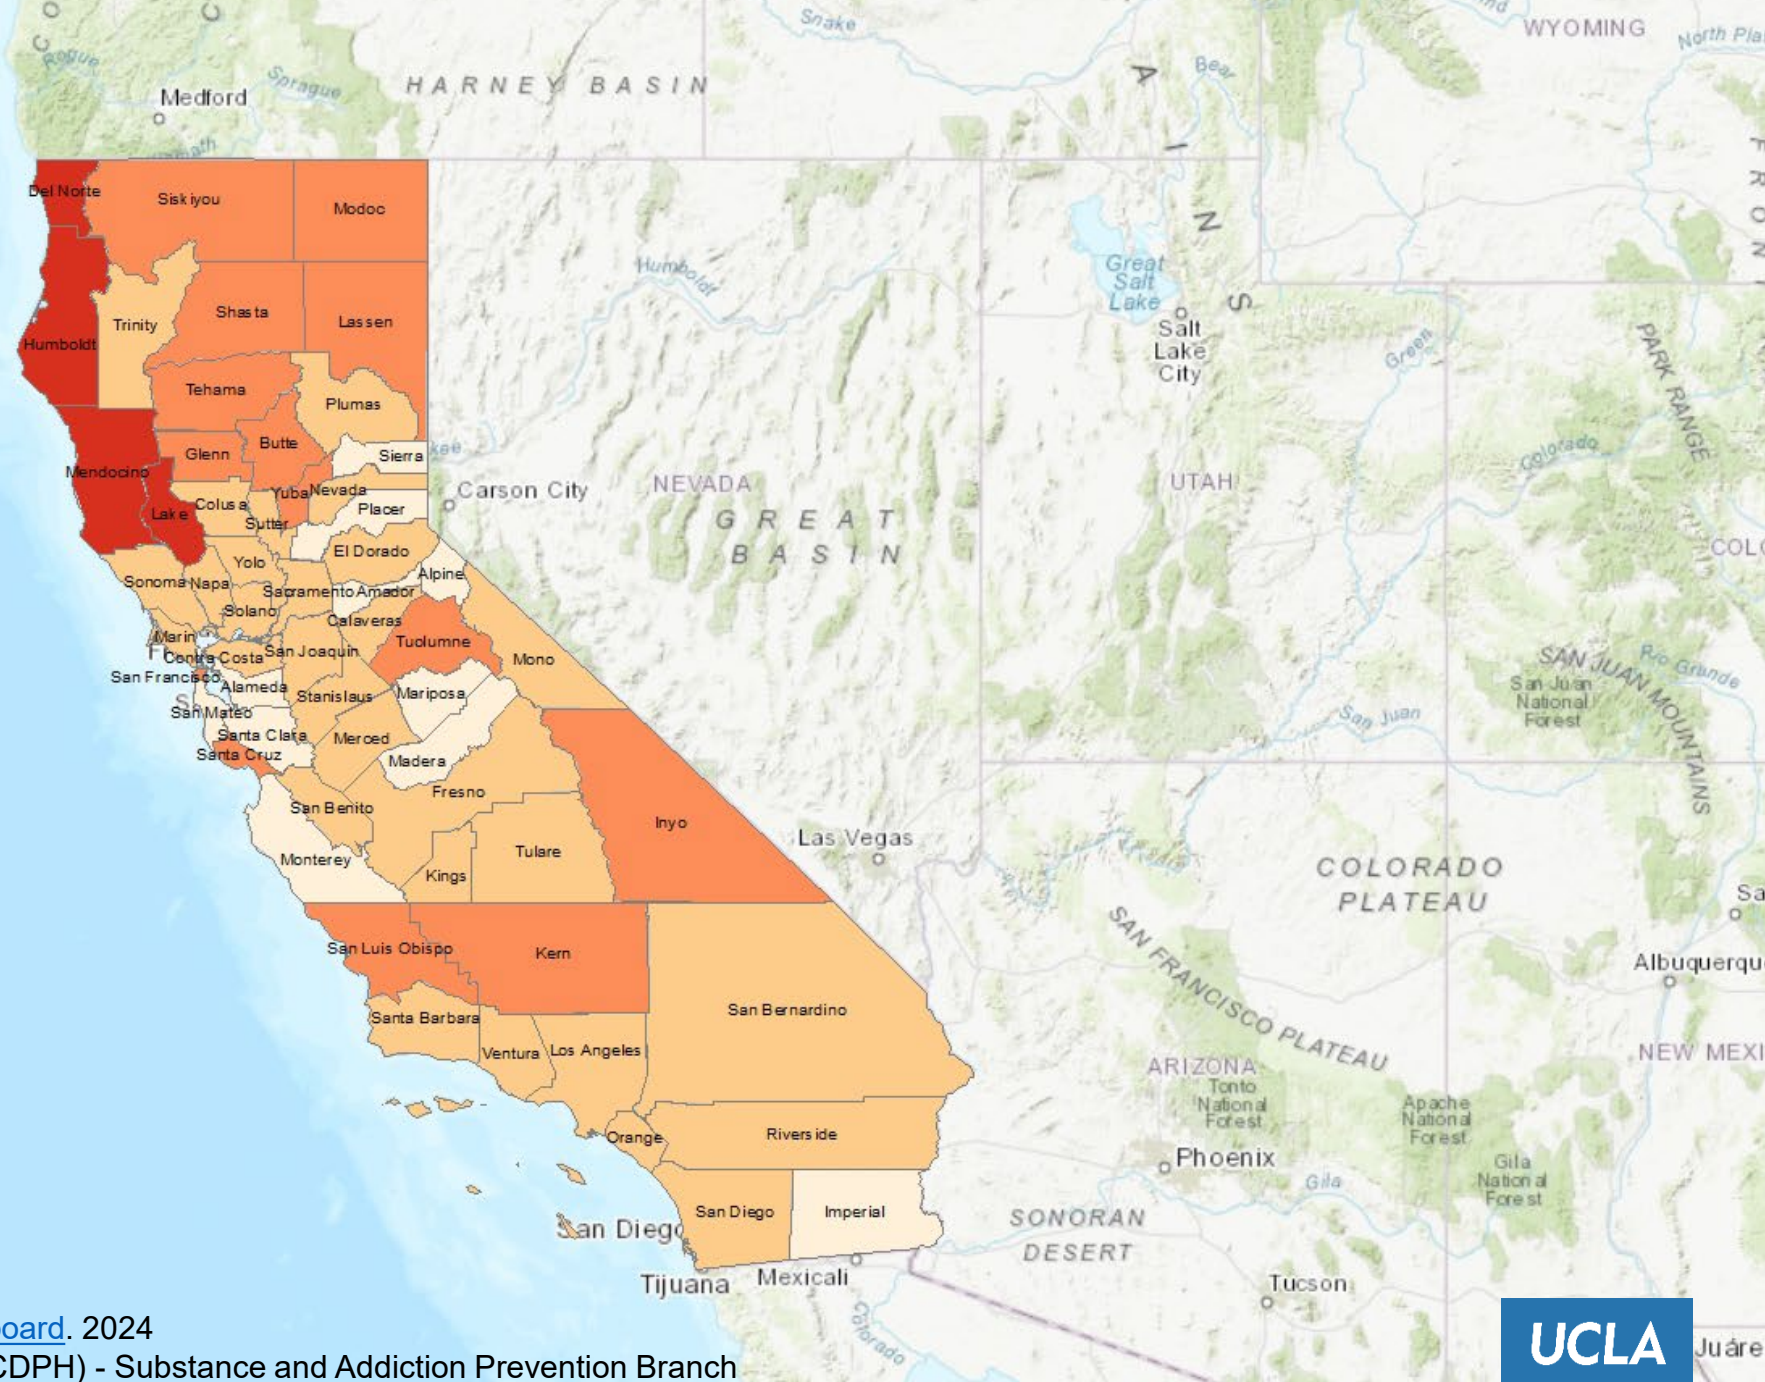 Snake
WYOMING
Rogue
Sprague
HARNEY BASIN
Bear
Medford
Del Norte
Siskiyou
Modoc
Humboldt
Great
Salt
Lake
Salt
Lake
City
Green
PARK RANGE
Shasta
Lassen
Trinity
Humboldt
Tehama
Plumas
Butte
Glenn
Sierra
Mendocino
Colorado
Carson City
NEVADA
UTAH
Yuba
Nevada
Colusa
Placer
Lake
Sutter
GREAT
BASIN
El Dorado
Yolo
Alpine
Sonoma
Napa
Sacramento
Amador
Solano
Calaveras
Marin
Tuolumne
Contra Costa
San Joaquin
Mono
San Francisco
Alameda
Stanislaus
Mariposa
San Mateo
Santa Clara
Merced
Santa Cruz
Madera
SAN JUAN MOUNTAINS
Rio Grande
San Juan
National
Forest
San Juan
Fresno
San Benito
Inyo
Las Vegas
Tulare
Monterey
Kings
COLORADO
PLATEAU
San Luis Obispo
Kern
SAN FRANCISCO PLATEAU
Albuquerqu
San Bernardino
Santa Barbara
Ventura
Los Angeles
ARIZONA
NEW MEXI
Tonto
National
Forest
Apache
National
Forest
Orange
Riverside
Phoenix
Gila
National
Forest
Gila
San Diego
Imperial
San Diego
SONORAN
DESERT
Tijuana
Mexicali
Tucson
Colorado
oard. 2024
CDPH) - Substance and Addiction Prevention Branch
UCLA
Juáre